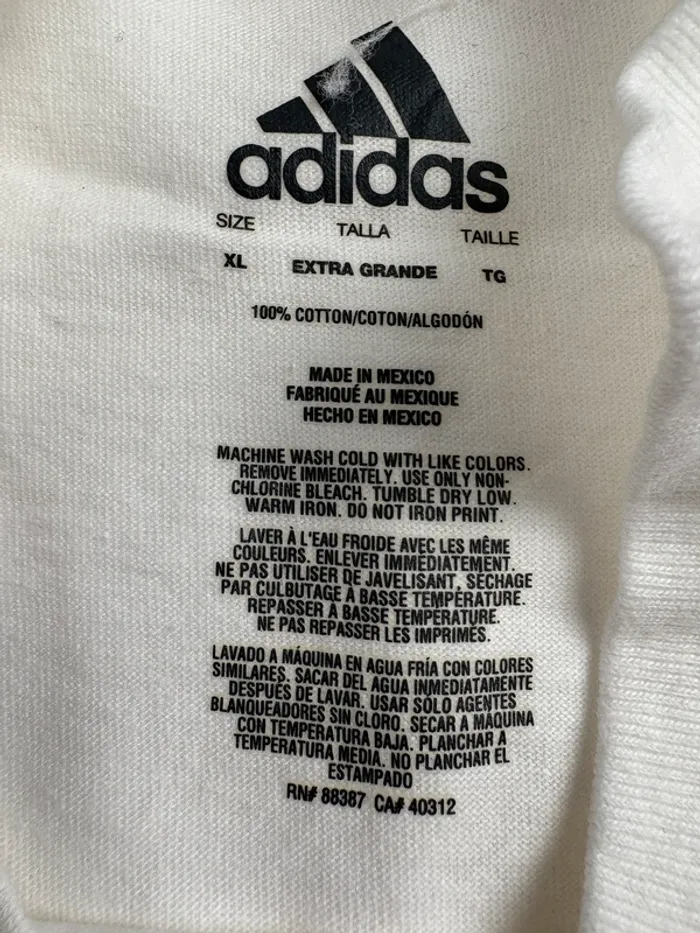 adidas
SIZE TALLA TAILLE
XL EXTRA GRANDE TG
100% COTTON/COTON/ALGODÓN
MADE IN MEXICO
FABRIQUÉ AU MEXIQUE
HECHO EN MEXICO
MACHINE WASH COLD WITH LIKE COLORS.
REMOVE IMMEDIATELY. USE ONLY NON-
CHLORINE BLEACH. TUMBLE DRY LOW.
WARM IRON. DO NOT IRON PRINT.
LAVER À L'EAU FROIDE AVEC LES MÊME
COULEURS. ENLEVER IMMÉDIATEMENT.
NE PAS UTILISER DE JAVELISANT, SÉCHAGE
PAR CULBUTAGE À BASSE TEMPÉRATURE.
REPASSER À BASSE TEMPÉRATURE.
NE PAS REPASSER LES IMPRIMÉS.
LAVADO A MÁQUINA EN AGUA FRÍA CON COLORES
SIMILARES. SACAR DEL AGUA INMEDIATAMENTE
DESPUÉS DE LAVAR. USAR SÓLO AGENTES
BLANQUEADORES SIN CLORO. SECAR A MÁQUINA
CON TEMPERATURA BAJA. PLANCHAR A
TEMPERATURA MEDIA. NO PLANCHAR EL
ESTAMPADO
RN# 88387 CA# 40312